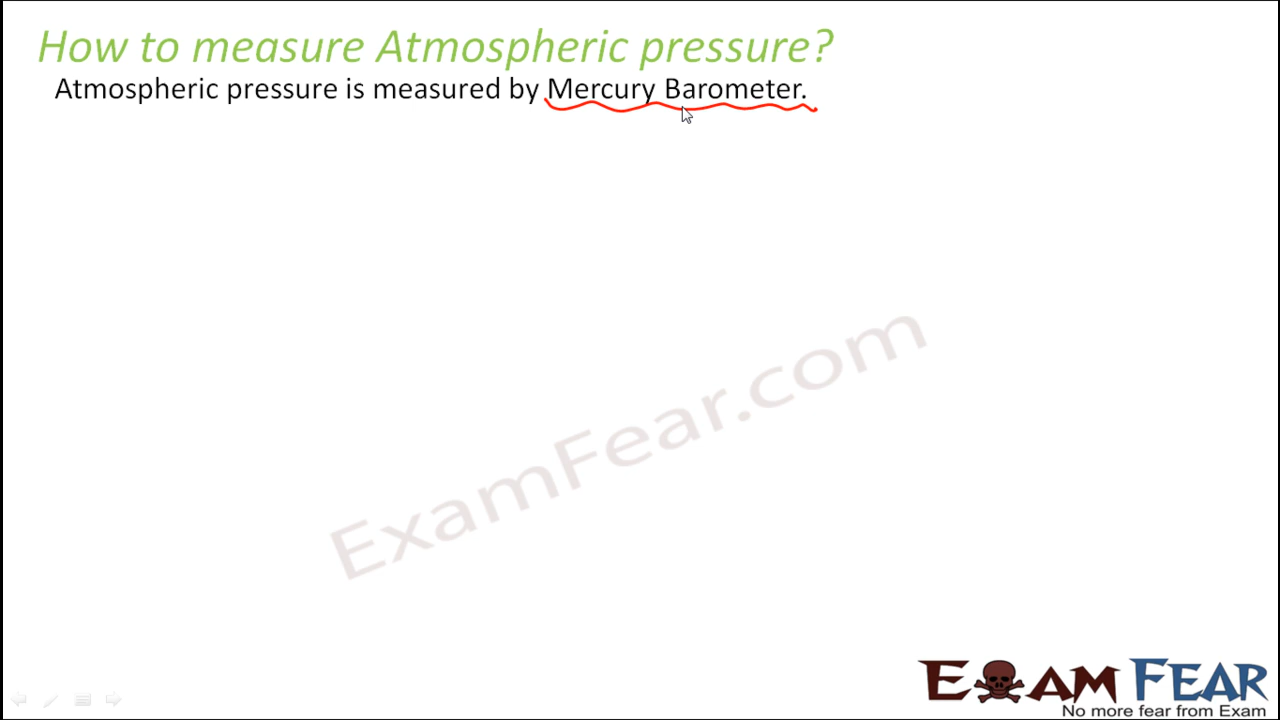 How to measure Atmospheric pressure?
Atmospheric pressure is measured by Mercury Barometer.
ExamFear.com
EXAM FEAR
No more fear from Exam